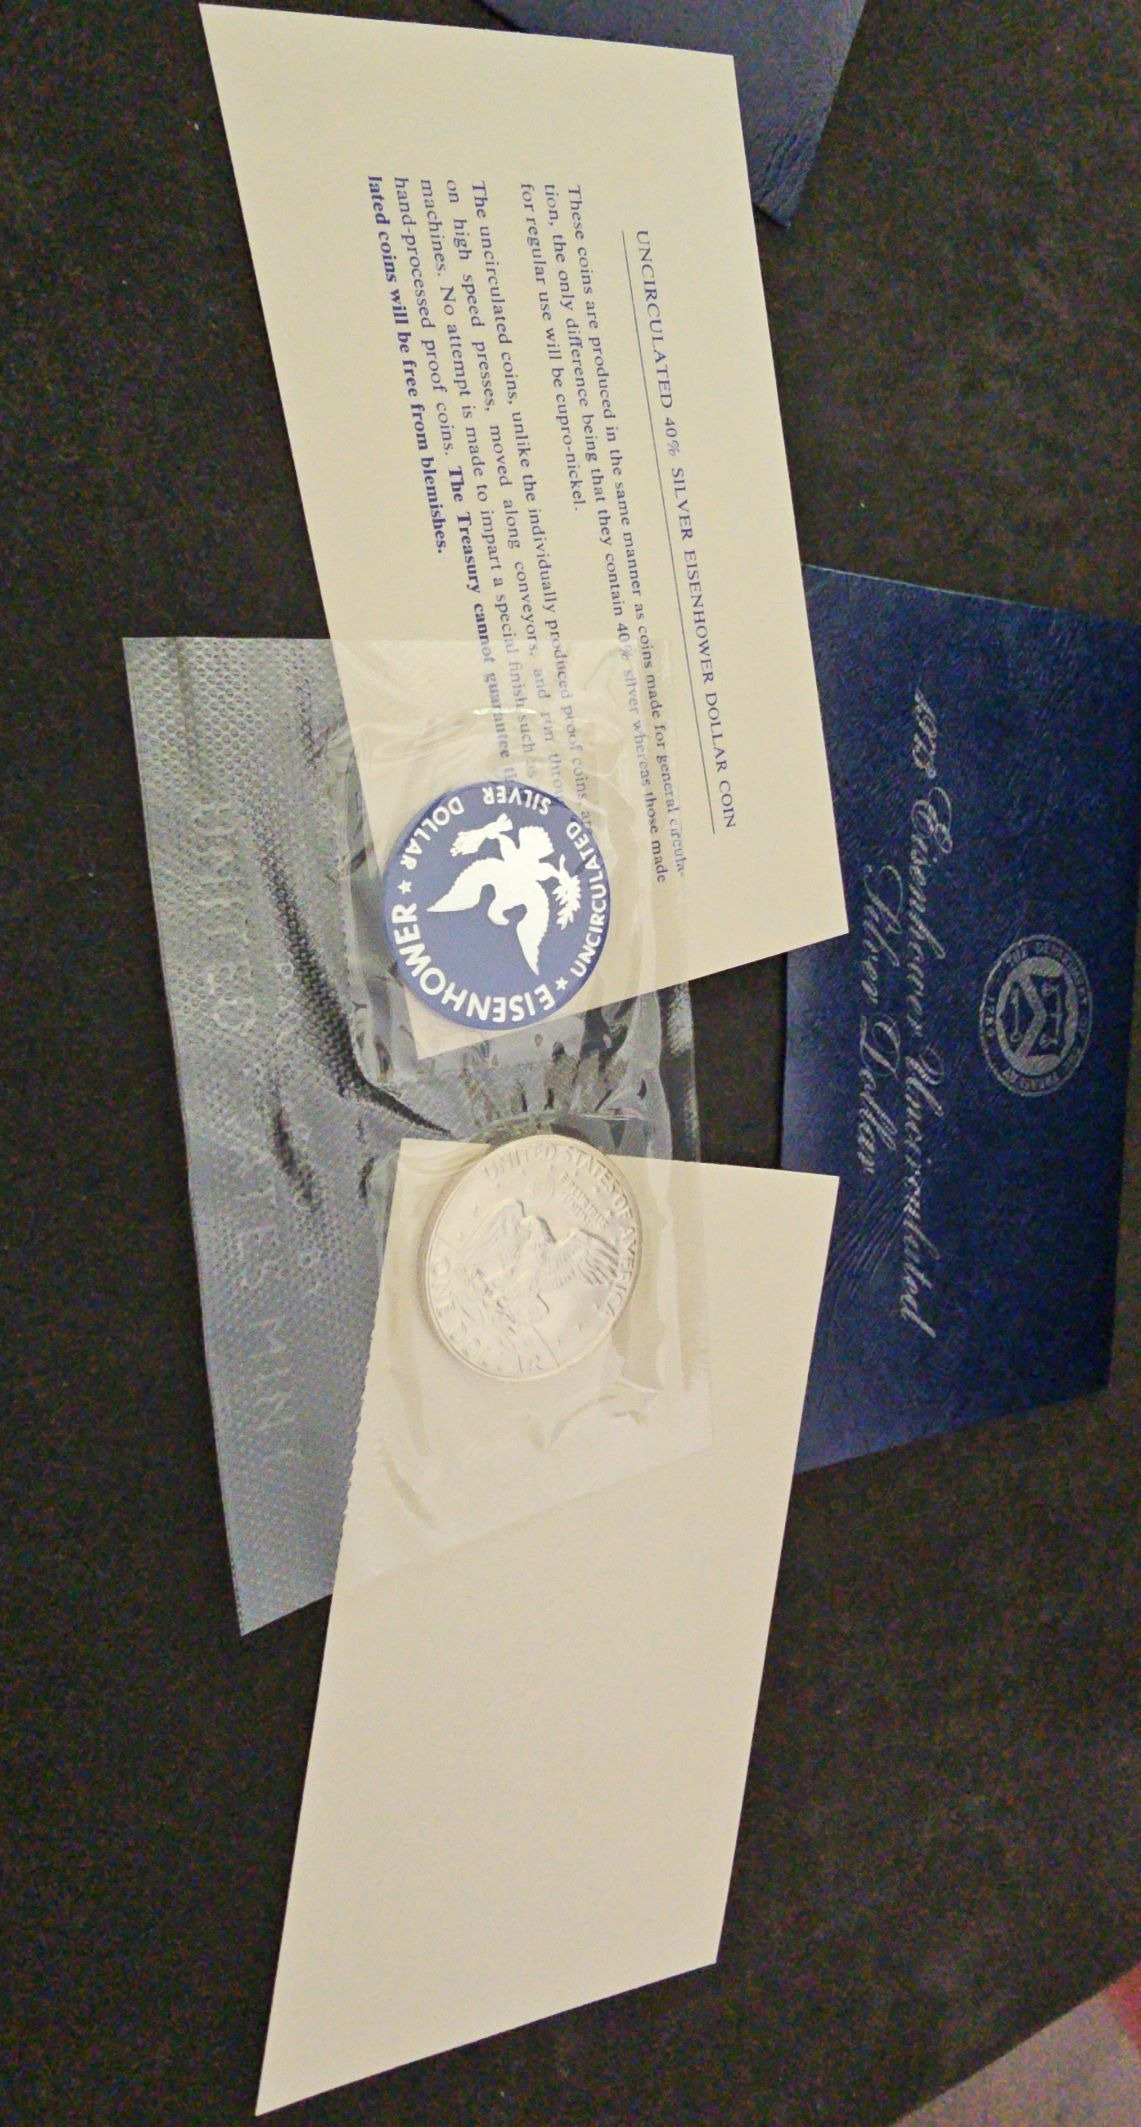 UNCIRCULATED 40% SILVER EISENHOWER DOLLAR COIN
These coins are produced in the same manner as coins made for general circula-
tion, the only difference being that they contain 40% silver whereas those made
for regular use will be cupro-nickel.
The uncirculated coins, unlike the individually produced proof coins, are
on high speed presses, moved along conveyors, and run
machines. No attempt is made to impart a special finish such as
hand-processed proof coins. The Treasury cannot guarantee
lated coins will be free from blemishes.
Eisenhower Uncirculated
Silver Dollar
★ EISENHOWER ★
UNCIRCULATED SILVER DOLLAR
UNITED STATES OF AMERICA
ONE DOLLAR